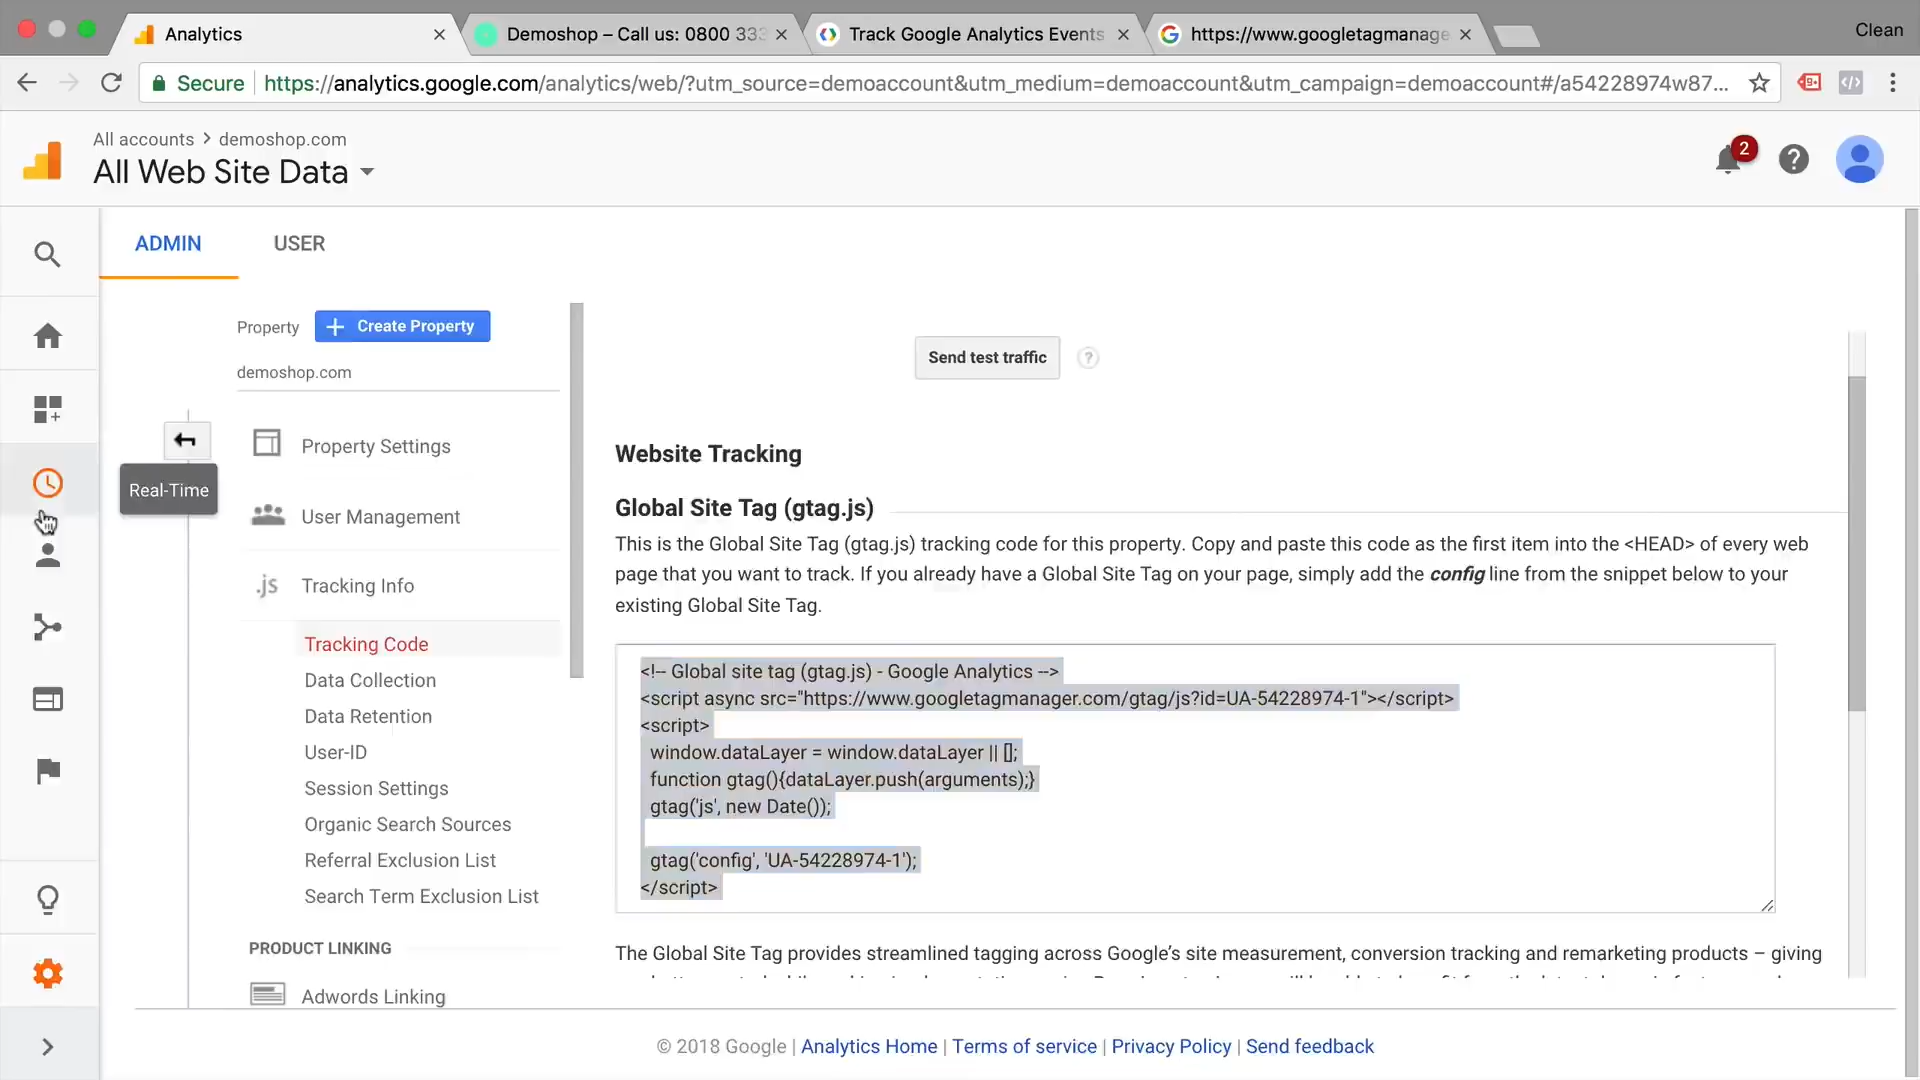 Analytics
Demoshop – Call us: 0800 333
Track Google Analytics Events
https://www.googletagmanage
Clean
Secure
https://analytics.google.com/analytics/web/?utm_source=demoaccount&utm_medium=demoaccount&utm_campaign=demoaccount#/a54228974w87...
All accounts > demoshop.com
All Web Site Data
2
ADMIN
USER
Property
Create Property
demoshop.com
Real-Time
Property Settings
User Management
.js Tracking Info
Tracking Code
Data Collection
Data Retention
User-ID
Session Settings
Organic Search Sources
Referral Exclusion List
Search Term Exclusion List
PRODUCT LINKING
Adwords Linking
Send test traffic
?
Website Tracking
Global Site Tag (gtag.js)
This is the Global Site Tag (gtag.js) tracking code for this property. Copy and paste this code as the first item into the <HEAD> of every web
page that you want to track. If you already have a Global Site Tag on your page, simply add the config line from the snippet below to your
existing Global Site Tag.
<!-- Global site tag (gtag.js) - Google Analytics -->
<script async src="https://www.googletagmanager.com/gtag/js?id=UA-54228974-1"></script>
<script>
window.dataLayer = window.dataLayer || [];
function gtag(){dataLayer.push(arguments);}
gtag('js', new Date());
gtag('config', 'UA-54228974-1');
</script>
The Global Site Tag provides streamlined tagging across Google's site measurement, conversion tracking and remarketing products – giving
© 2018 Google | Analytics Home | Terms of service | Privacy Policy | Send feedback